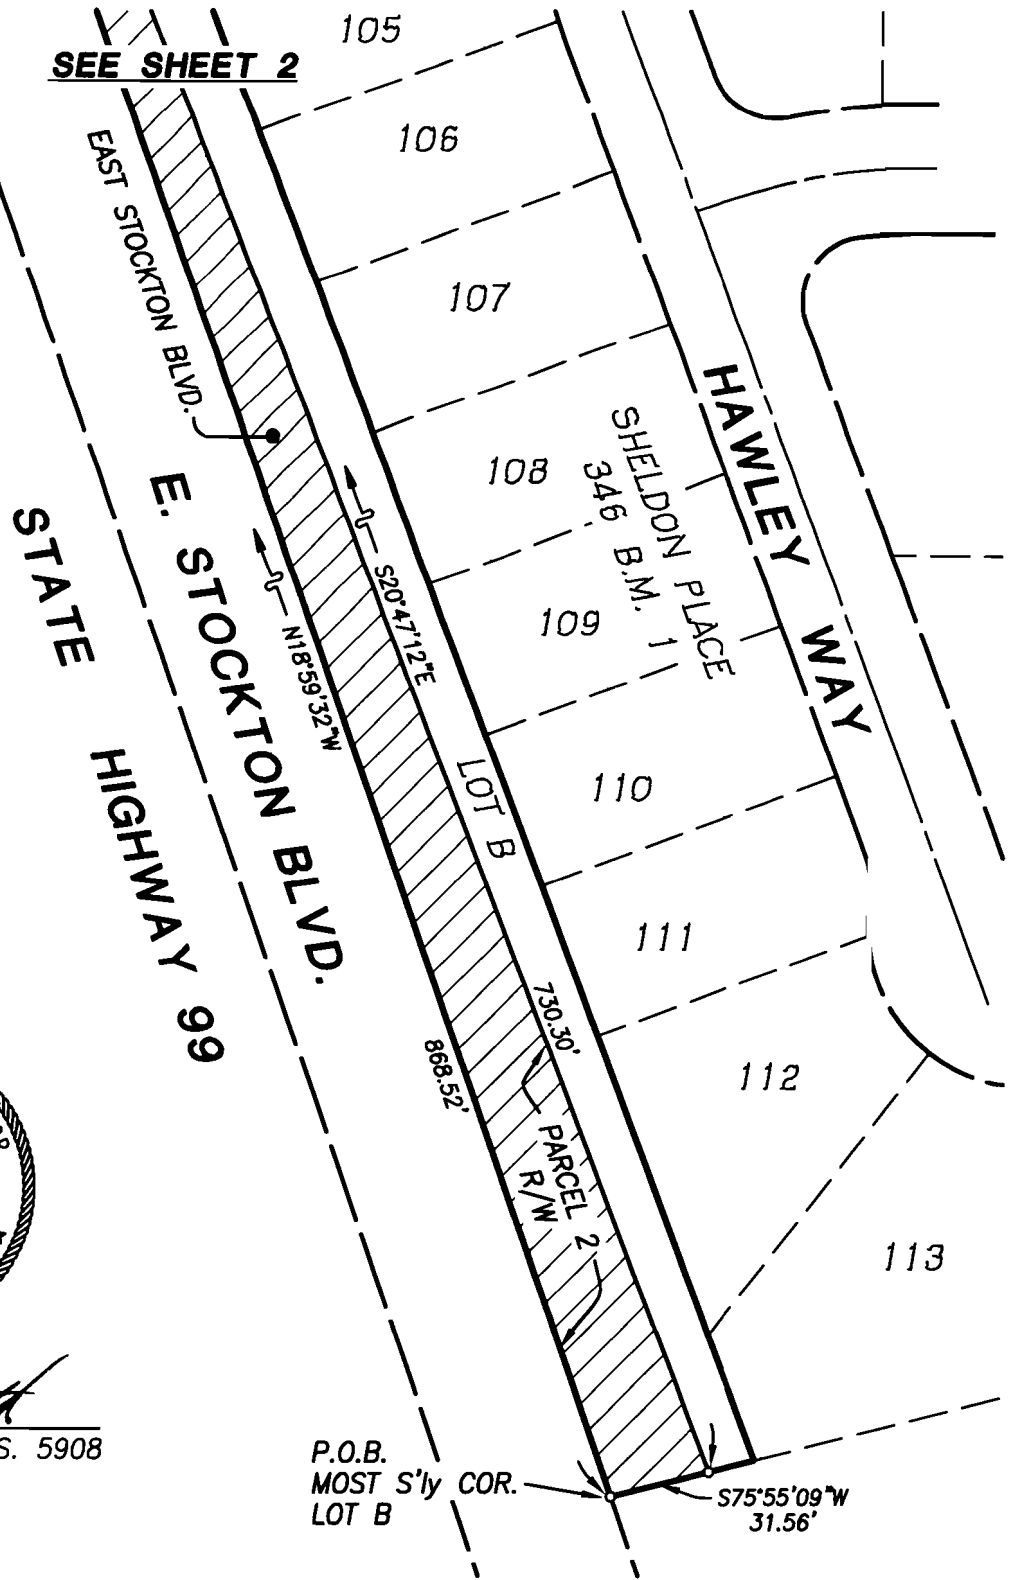 105
SEE SHEET 2
106
EAST STOCKTON BLVD.
107
HAWLEY WAY
108
SHELDON PLACE
346 B.M. 1
E. STOCKTON BLVD.
STATE HIGHWAY 99
S20°47'12"E
N18°59'32"W
109
LOT B
110
111
730.30'
868.52'
112
PARCEL 2
R/W
113
S. 5908
P.O.B.
MOST S'ly COR.
LOT B
S75°55'09"W
31.56'